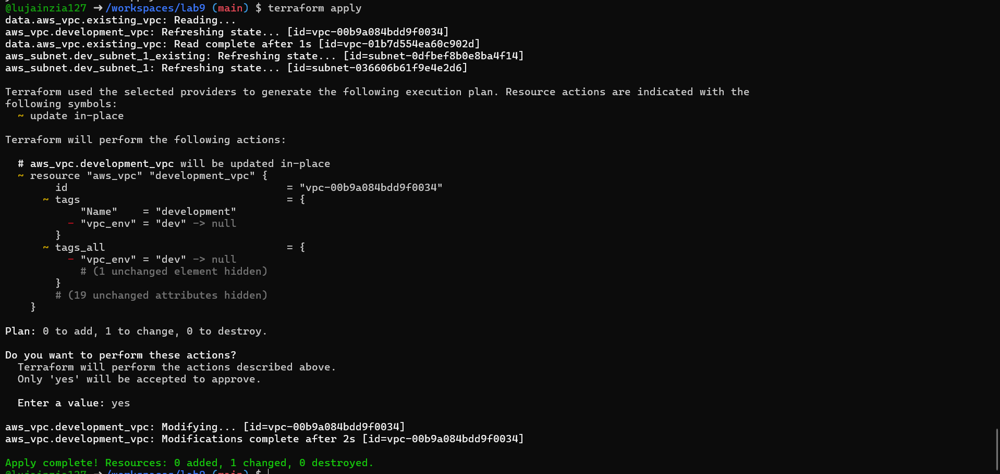 @lujainzia127 ➜ /workspaces/lab9 (main) $ terraform apply
data.aws_vpc.existing_vpc: Reading...
aws_vpc.development_vpc: Refreshing state... [id=vpc-00b9a084bdd9f0034]
data.aws_vpc.existing_vpc: Read complete after 1s [id=vpc-01b7d554ea60c902d]
aws_subnet.dev_subnet_1_existing: Refreshing state... [id=subnet-0dfbef8b0e8ba4f14]
aws_subnet.dev_subnet_1: Refreshing state... [id=subnet-036606b61f9e4e2d6]
Terraform used the selected providers to generate the following execution plan. Resource actions are indicated with the
following symbols:
  ~ update in-place
Terraform will perform the following actions:
  # aws_vpc.development_vpc will be updated in-place
  ~ resource "aws_vpc" "development_vpc" {
        id                                   = "vpc-00b9a084bdd9f0034"
      ~ tags                                 = {
            "Name"    = "development"
          - "vpc_env" = "dev" -> null
        }
      ~ tags_all                             = {
          - "vpc_env" = "dev" -> null
            # (1 unchanged element hidden)
        }
        # (19 unchanged attributes hidden)
    }
Plan: 0 to add, 1 to change, 0 to destroy.
Do you want to perform these actions?
  Terraform will perform the actions described above.
  Only 'yes' will be accepted to approve.
  Enter a value: yes
aws_vpc.development_vpc: Modifying... [id=vpc-00b9a084bdd9f0034]
aws_vpc.development_vpc: Modifications complete after 2s [id=vpc-00b9a084bdd9f0034]
Apply complete! Resources: 0 added, 1 changed, 0 destroyed.
@lujainzia127 ➜ /workspaces/lab9 (main) $